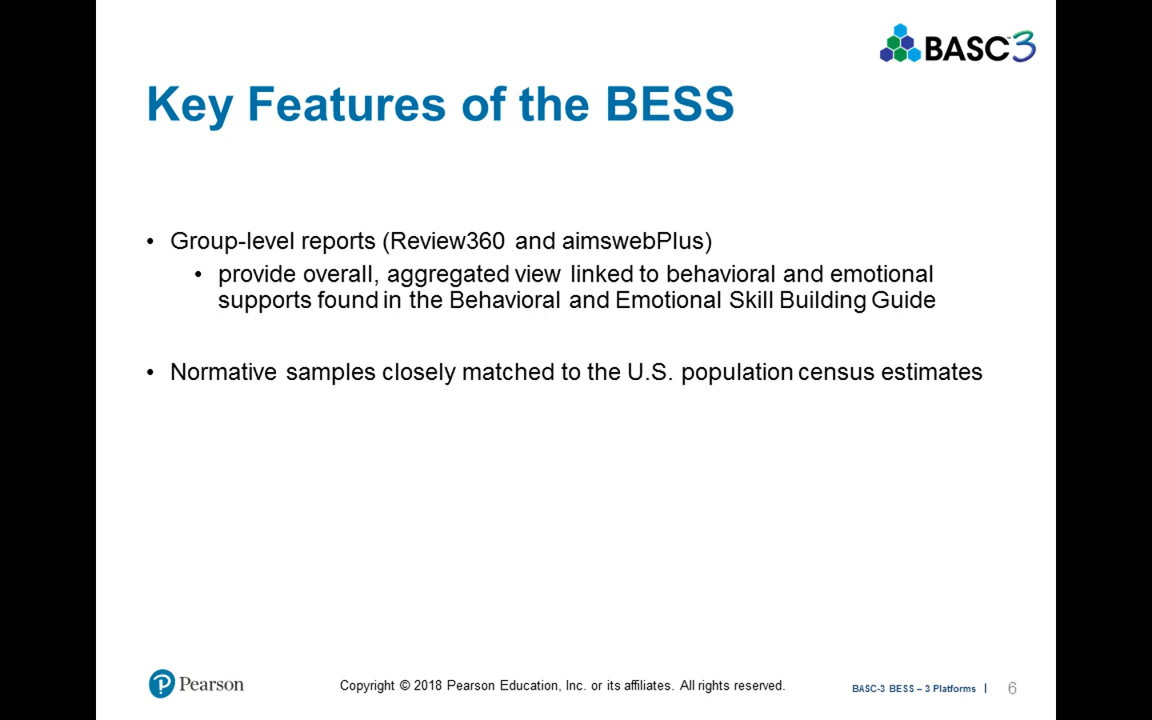 BASC™3
Key Features of the BESS
• Group-level reports (Review360 and aimswebPlus)
• provide overall, aggregated view linked to behavioral and emotional
supports found in the Behavioral and Emotional Skill Building Guide
• Normative samples closely matched to the U.S. population census estimates
P Pearson
Copyright © 2018 Pearson Education, Inc. or its affiliates. All rights reserved.
BASC-3 BESS – 3 Platforms | 6